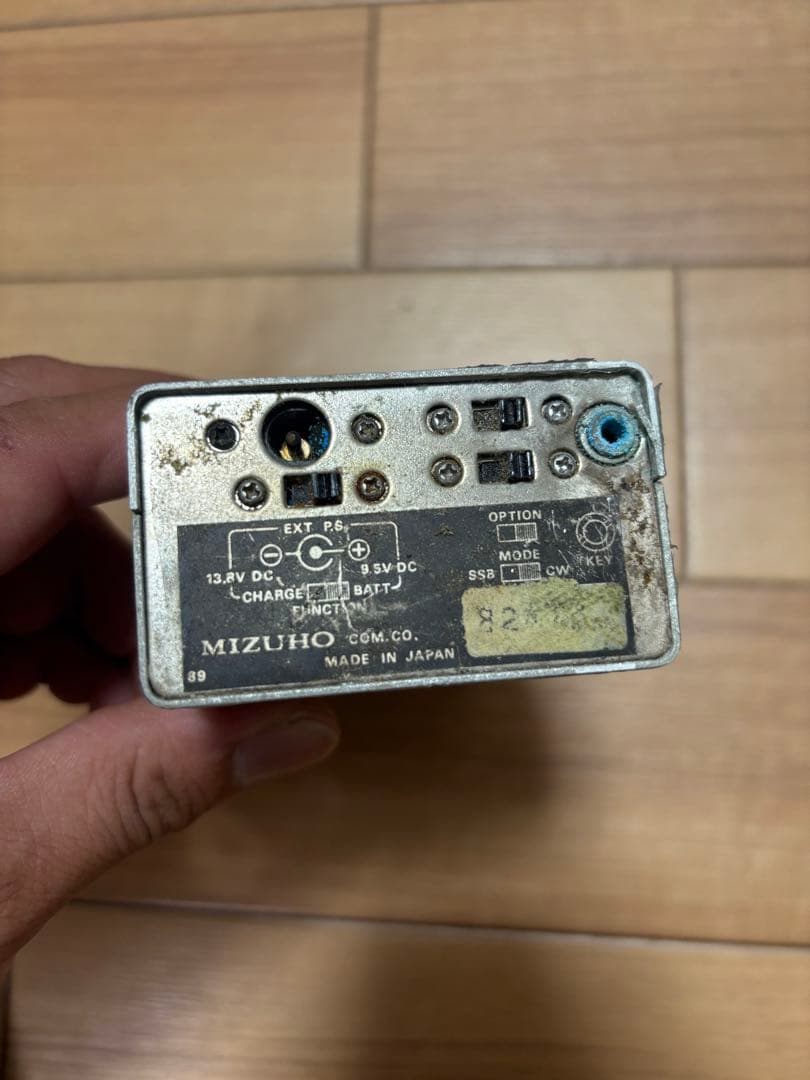 EXT P.S.
⊖ ⊕
13.8V DC 9.5V DC
CHARGE BATT
FUNCTION
OPTION
MODE
SSB CW
KEY
MIZUHO COM.CO.
MADE IN JAPAN
89